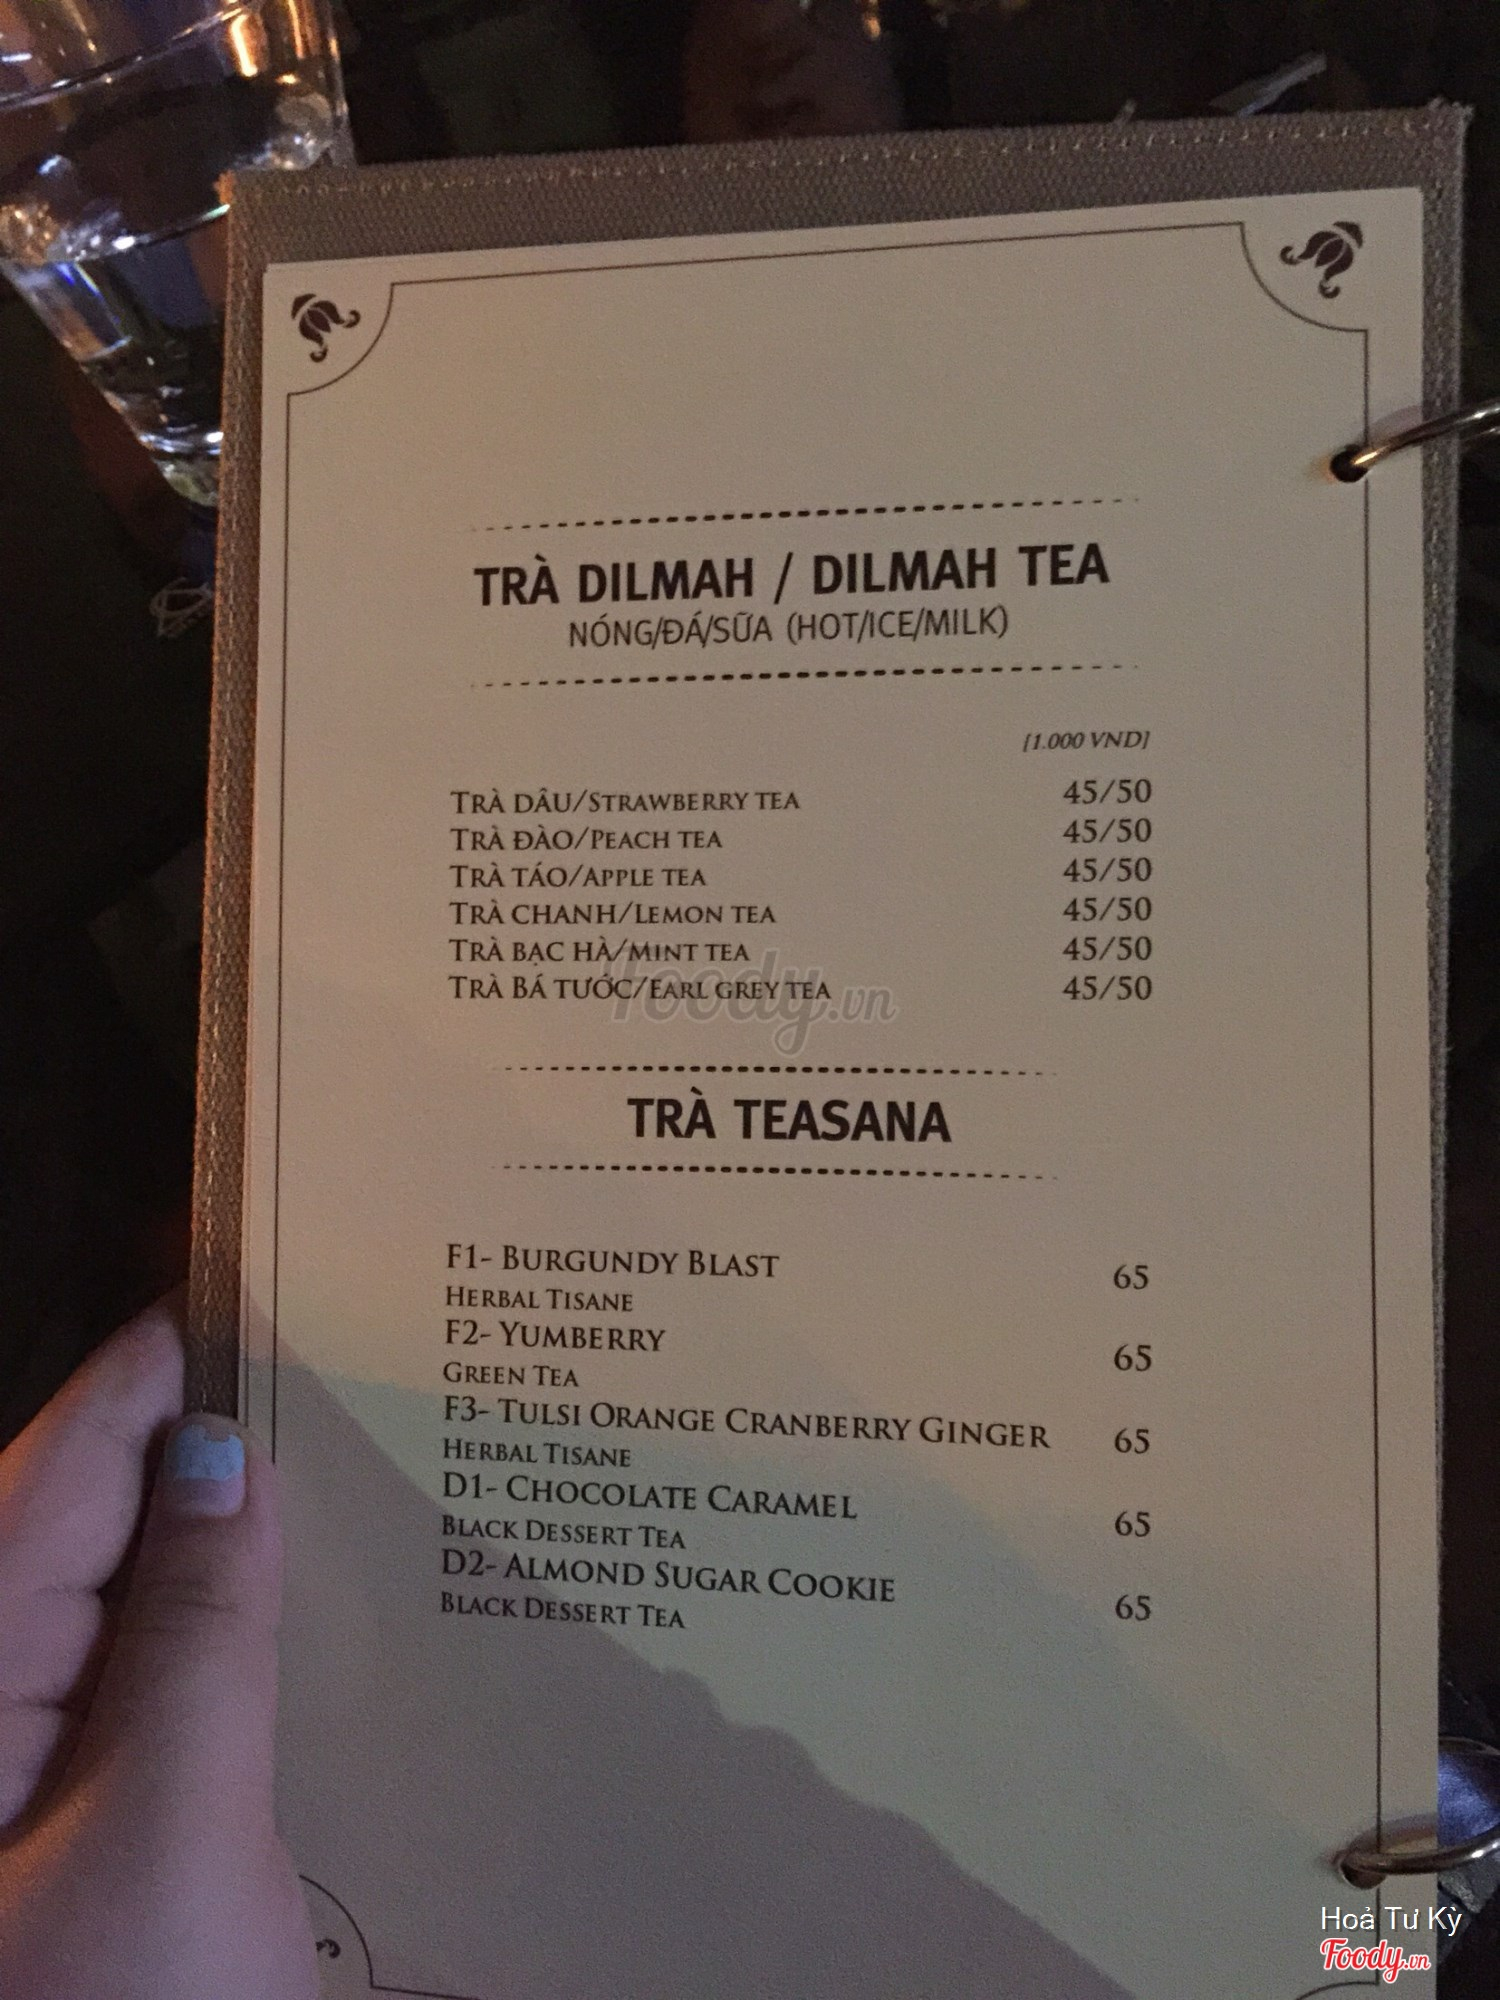 TRÀ DILMAH / DILMAH TEA
NÓNG/ĐÁ/SỮA (HOT/ICE/MILK)
[1.000 VND]
TRÀ DÂU/STRAWBERRY TEA 45/50
TRÀ ĐÀO/PEACH TEA 45/50
TRÀ TÁO/APPLE TEA 45/50
TRÀ CHANH/LEMON TEA 45/50
TRÀ BẠC HÀ/MINT TEA 45/50
TRÀ BÁ TƯỚC/EARL GREY TEA 45/50
foody.vn
TRÀ TEASANA
F1- BURGUNDY BLAST 65
HERBAL TISANE
F2- YUMBERRY 65
GREEN TEA
F3- TULSI ORANGE CRANBERRY GINGER 65
HERBAL TISANE
D1- CHOCOLATE CARAMEL 65
BLACK DESSERT TEA
D2- ALMOND SUGAR COOKIE 65
BLACK DESSERT TEA
Hoả Tư Kỳ
Foody.vn